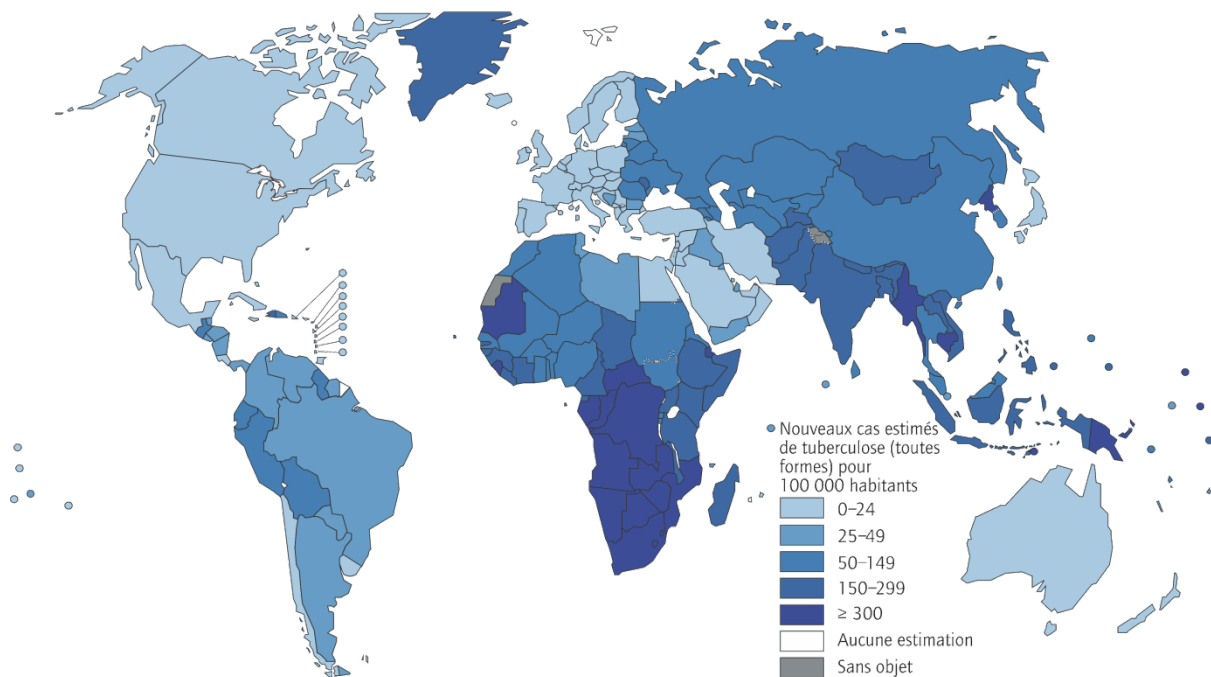 Nouveaux cas estimés
de tuberculose (toutes
formes) pour
100 000 habitants
0–24
25–49
50–149
150–299
≥ 300
Aucune estimation
Sans objet